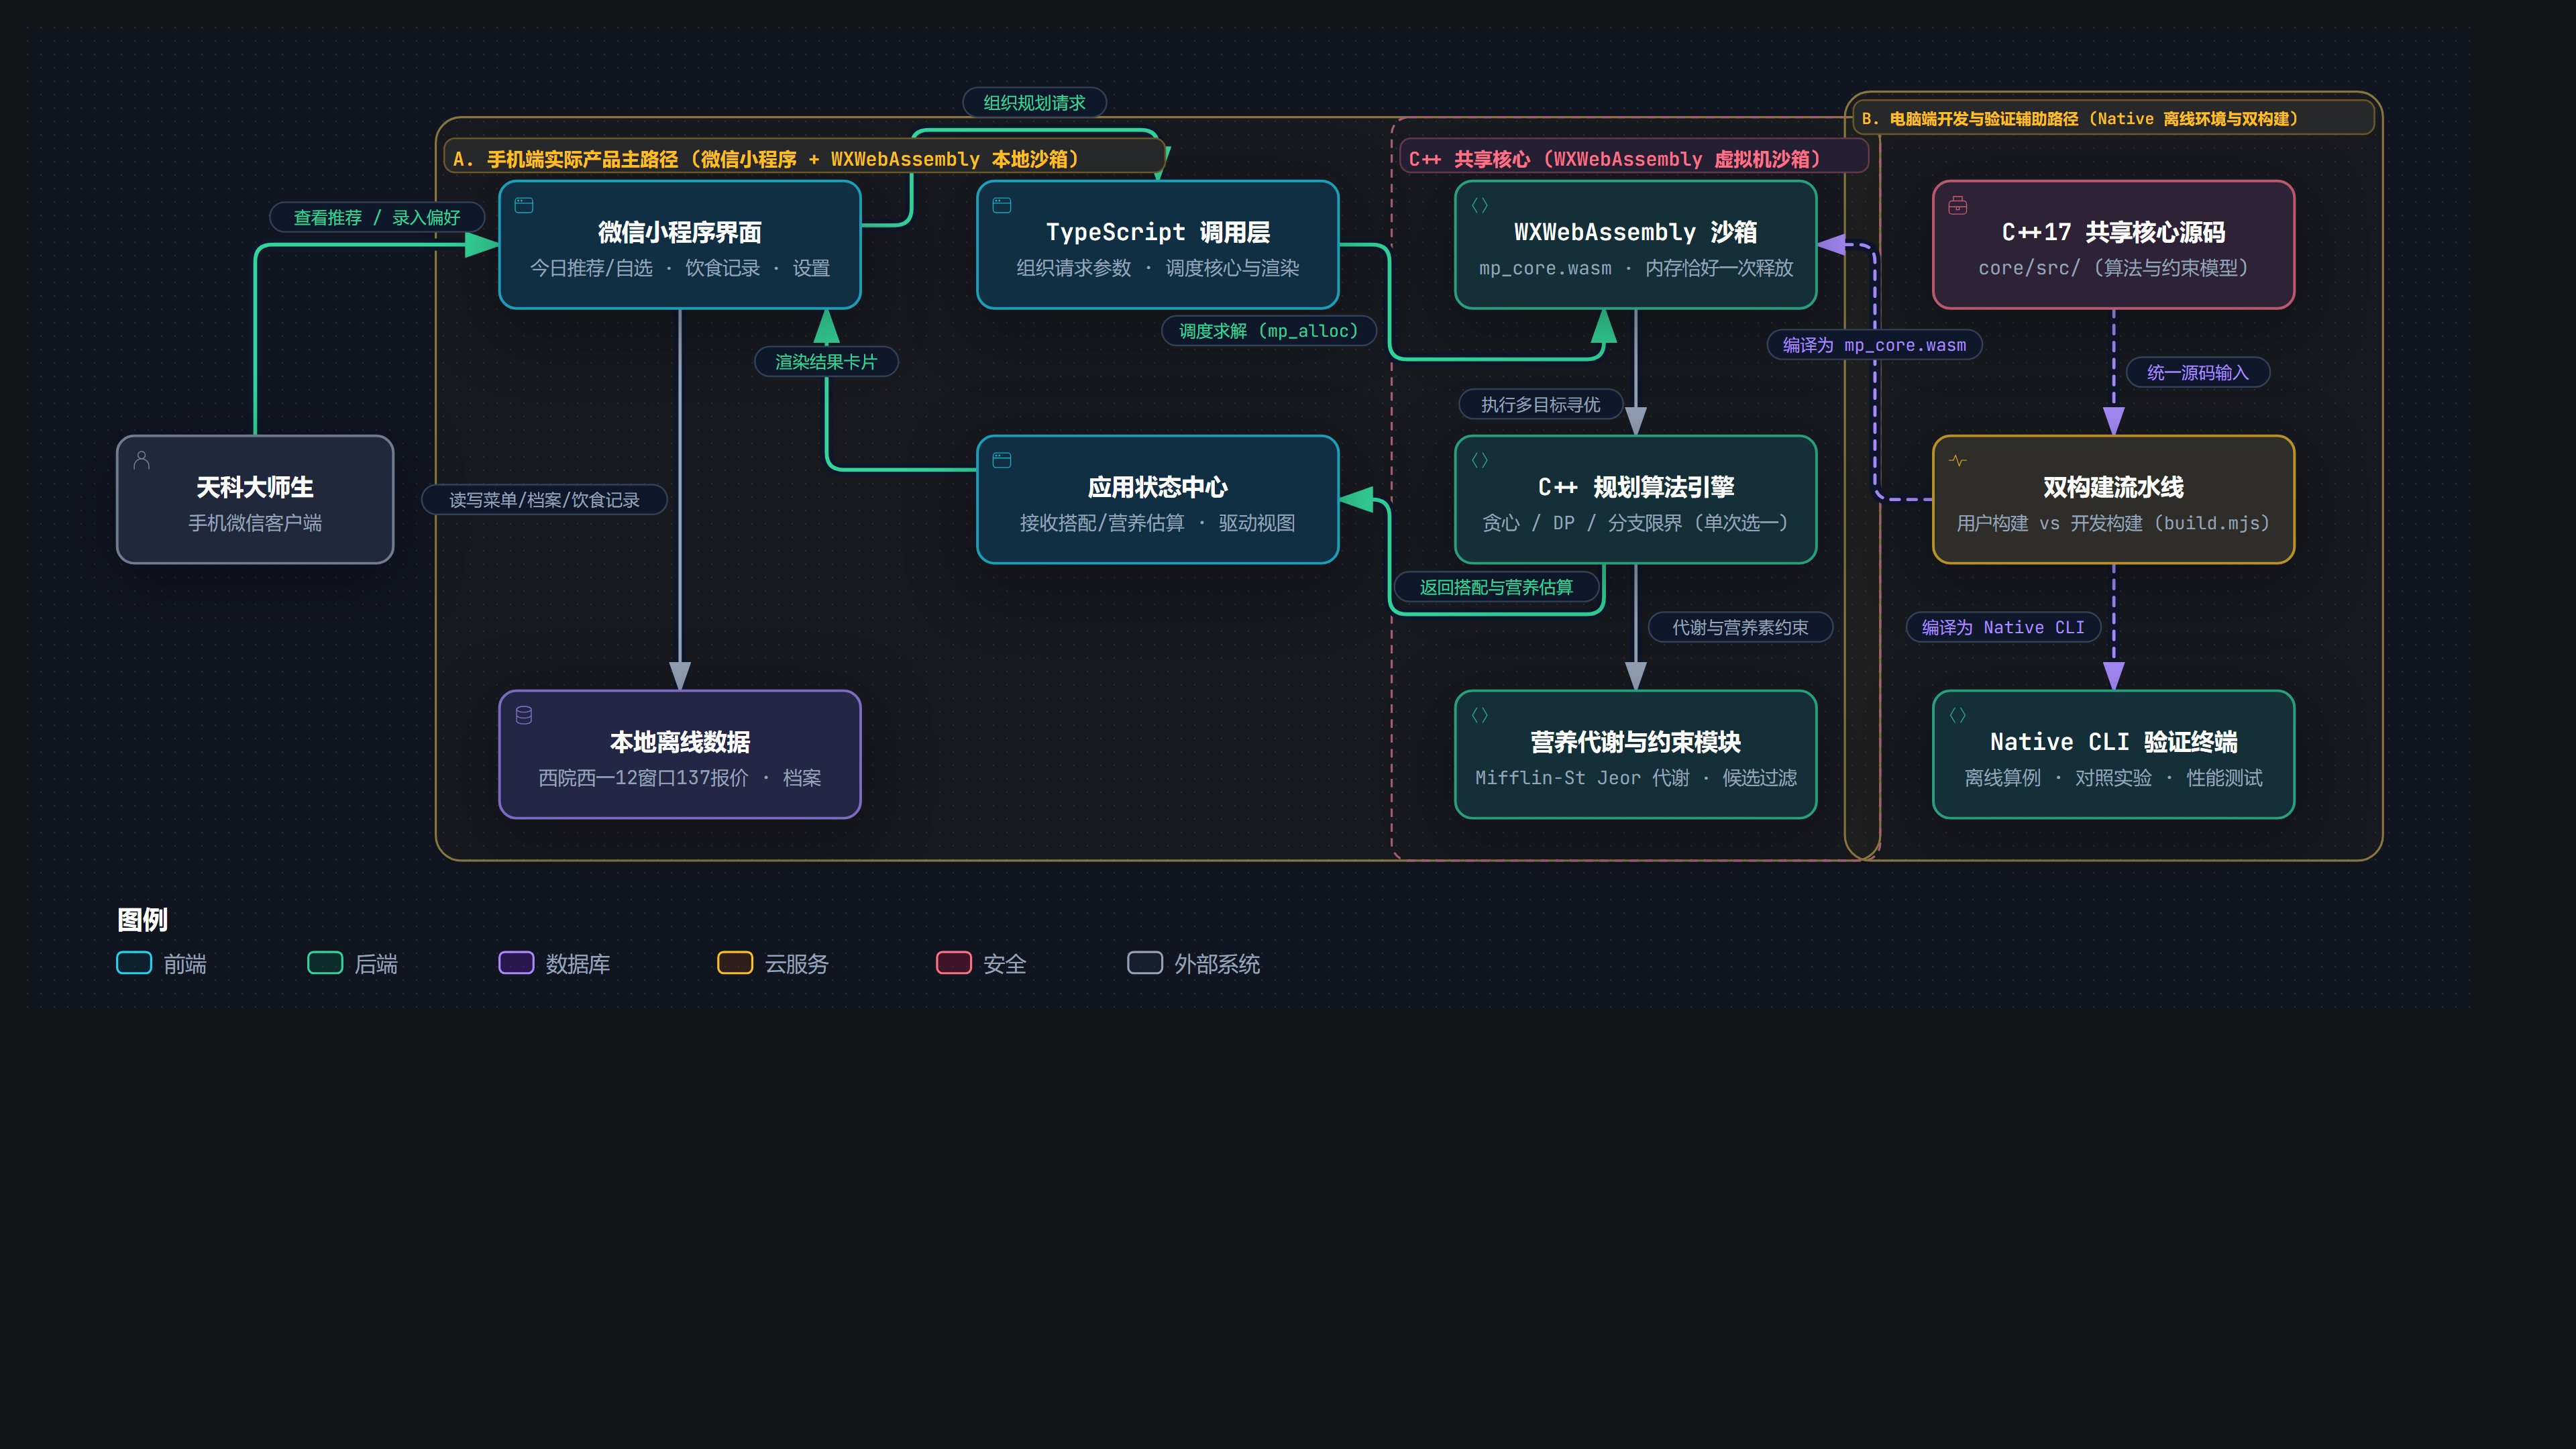 组织规划请求
A. 手机端实际产品主路径（微信小程序 + WXWebAssembly 本地沙箱）
C++ 共享核心（WXWebAssembly 虚拟机沙箱）
B. 电脑端开发与验证辅助路径（Native 离线环境与双构建）
查看推荐 / 录入偏好
微信小程序界面
今日推荐/自选 · 饮食记录 · 设置
TypeScript 调用层
组织请求参数 · 调度核心与渲染
WXWebAssembly 沙箱
mp_core.wasm · 内存恰好一次释放
C++17 共享核心源码
core/src/（算法与约束模型）
渲染结果卡片
调度求解（mp_alloc）
执行多目标寻优
编译为 mp_core.wasm
统一源码输入
天科大师生
手机微信客户端
读写菜单/档案/饮食记录
应用状态中心
接收搭配/营养估算 · 驱动视图
C++ 规划算法引擎
贪心 / DP / 分支限界（单次选一）
双构建流水线
用户构建 vs 开发构建（build.mjs）
返回搭配与营养估算
代谢与营养素约束
编译为 Native CLI
本地离线数据
西院西一12窗口137报价 · 档案
营养代谢与约束模块
Mifflin-St Jeor 代谢 · 候选过滤
Native CLI 验证终端
离线算例 · 对照实验 · 性能测试
图例
前端
后端
数据库
云服务
安全
外部系统